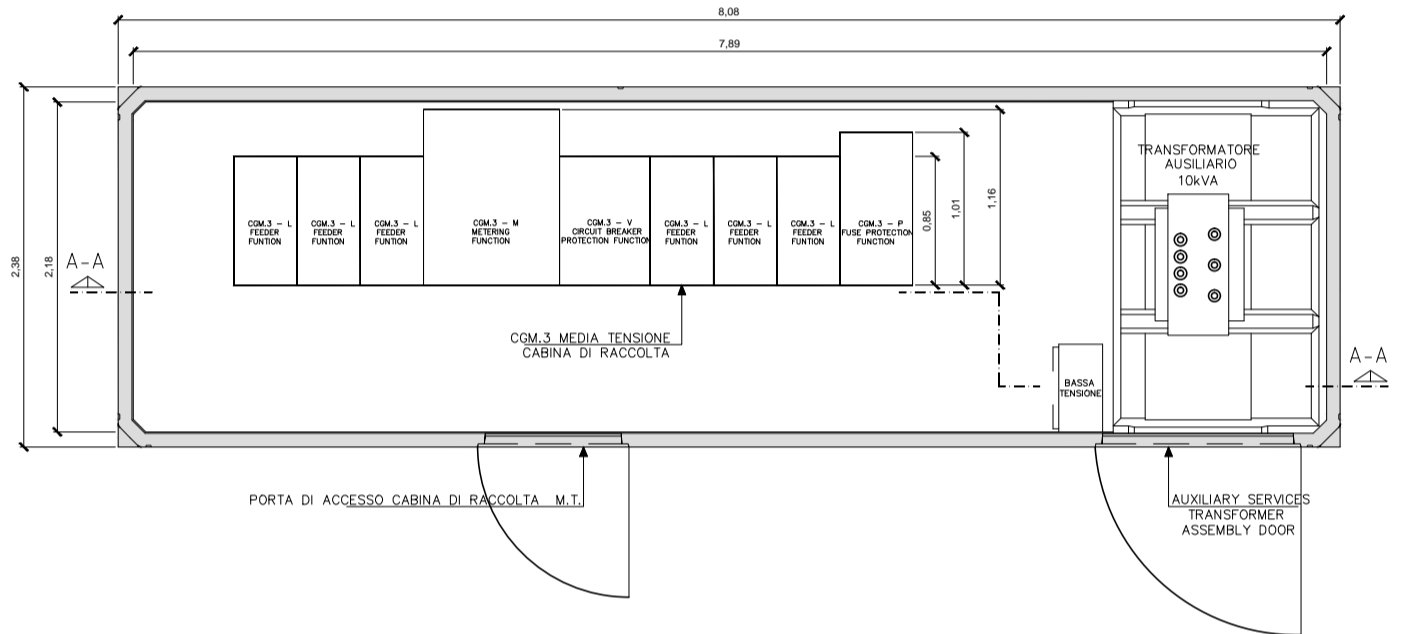 8,08
7,89
2,38
2,18
A-A
CGM.3 - L
FEEDER
FUNTION
CGM.3 - L
FEEDER
FUNTION
CGM.3 - L
FEEDER
FUNTION
CGM.3 - M
METERING
FUNCTION
CGM.3 - V
CIRCUIT BREAKER
PROTECTION FUNCTION
CGM.3 - L
FEEDER
FUNTION
CGM.3 - L
FEEDER
FUNTION
CGM.3 - L
FEEDER
FUNTION
CGM.3 - P
FUSE PROTECTION
FUNCTION
0,85
1,01
1,16
TRANSFORMATORE
AUSILIARIO
10kVA
CGM.3 MEDIA TENSIONE
CABINA DI RACCOLTA
BASSA
TENSIONE
A-A
PORTA DI ACCESSO CABINA DI RACCOLTA M.T.
AUXILIARY SERVICES
TRANSFORMER
ASSEMBLY DOOR